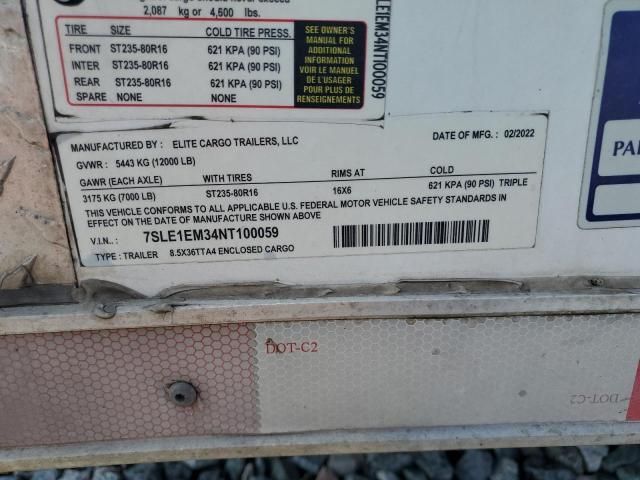 2,087 kg or 4,600 lbs.
TIRE SIZE COLD TIRE PRESS.
FRONT ST235-80R16 621 KPA (90 PSI)
INTER ST235-80R16 621 KPA (90 PSI)
REAR ST235-80R16 621 KPA (90 PSI)
SPARE NONE NONE
SEE OWNER'S
MANUAL FOR
ADDITIONAL
INFORMATION
VOIR LE MANUEL
DE L'USAGER
POUR PLUS DE
RENSEIGNEMENTS
LE1EM34NT100059
MANUFACTURED BY: ELITE CARGO TRAILERS, LLC DATE OF MFG.: 02/2022
GVWR: 5443 KG (12000 LB)
GAWR (EACH AXLE) WITH TIRES RIMS AT COLD
3175 KG (7000 LB) ST235-80R16 16X6 621 KPA (90 PSI) TRIPLE
THIS VEHICLE CONFORMS TO ALL APPLICABLE U.S. FEDERAL MOTOR VEHICLE SAFETY STANDARDS IN
EFFECT ON THE DATE OF MANUFACTURE SHOWN ABOVE
V.I.N.: 7SLE1EM34NT100059
TYPE: TRAILER 8.5X36TTA4 ENCLOSED CARGO
DOT-C2
DOT-C2